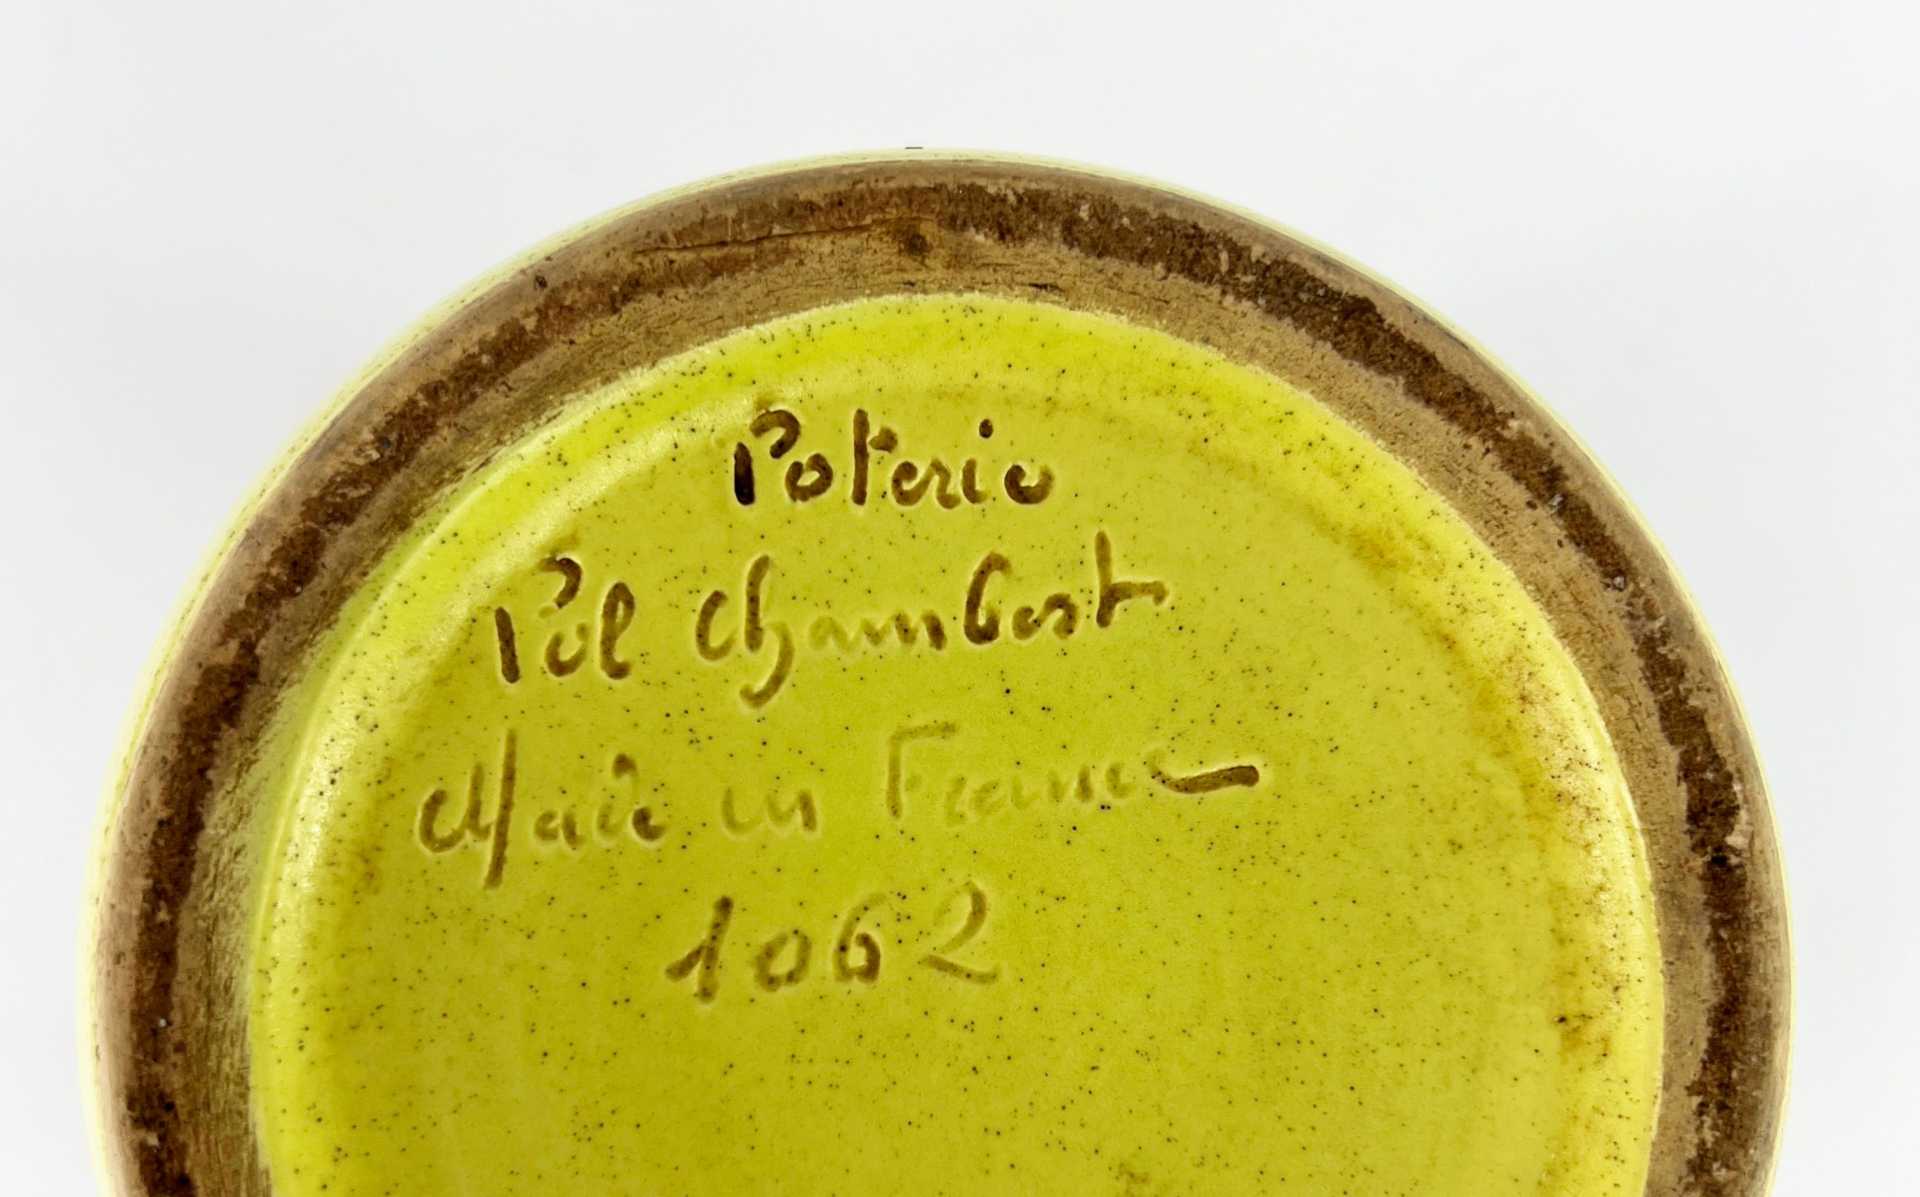 Poterie
Pol Chambost
Made in France
1062